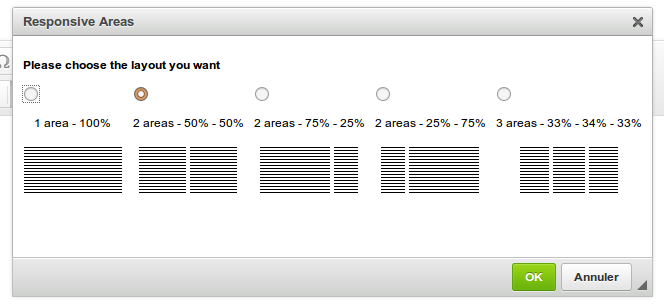 Responsive Areas
Ω
Please choose the layout you want
1 area - 100%
2 areas - 50% - 50%
2 areas - 75% - 25%
2 areas - 25% - 75%
3 areas - 33% - 34% - 33%
OK
Annuler